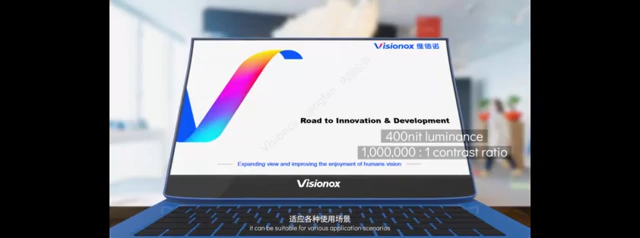 Visionox 维信诺
Road to Innovation & Development
400nit luminance
1,000,000 : 1 contrast ratio
Expanding view and improving the enjoyment of humans vision
Visionox
适应各种使用场景
It can be suitable for various application scenarios